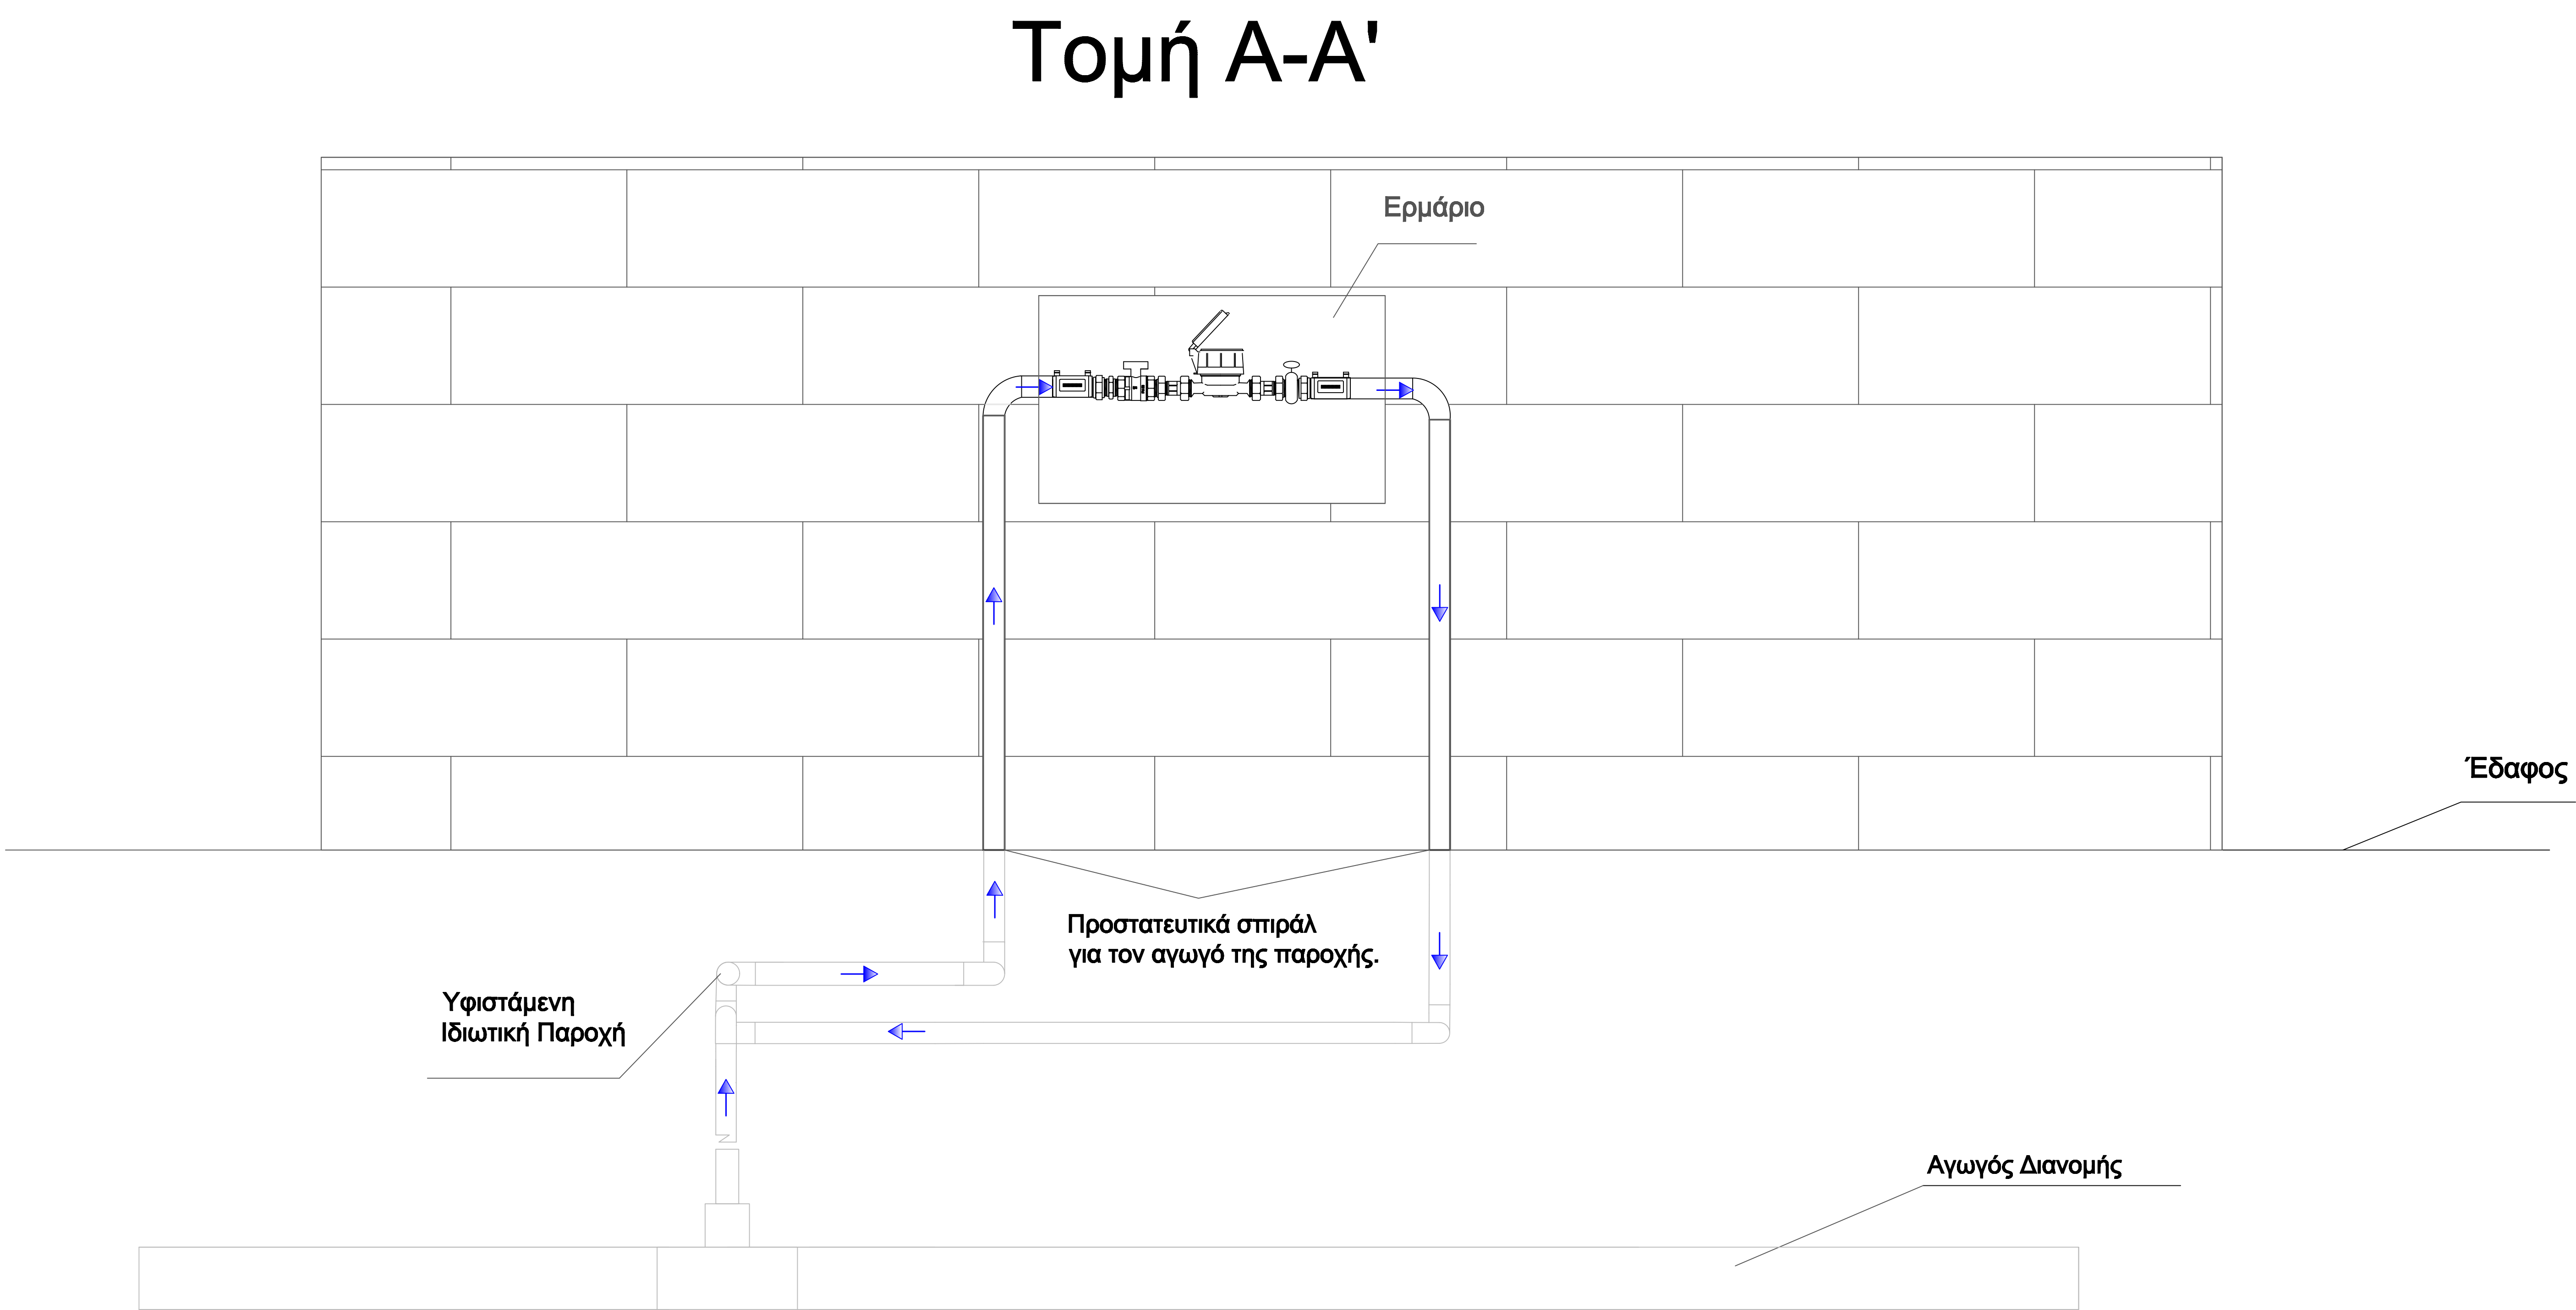 Τομή Α-Α'
Ερμάριο
Έδαφος
Προστατευτικά σπιράλ
για τον αγωγό της παροχής.
Υφιστάμενη
Ιδιωτική Παροχή
Αγωγός Διανομής